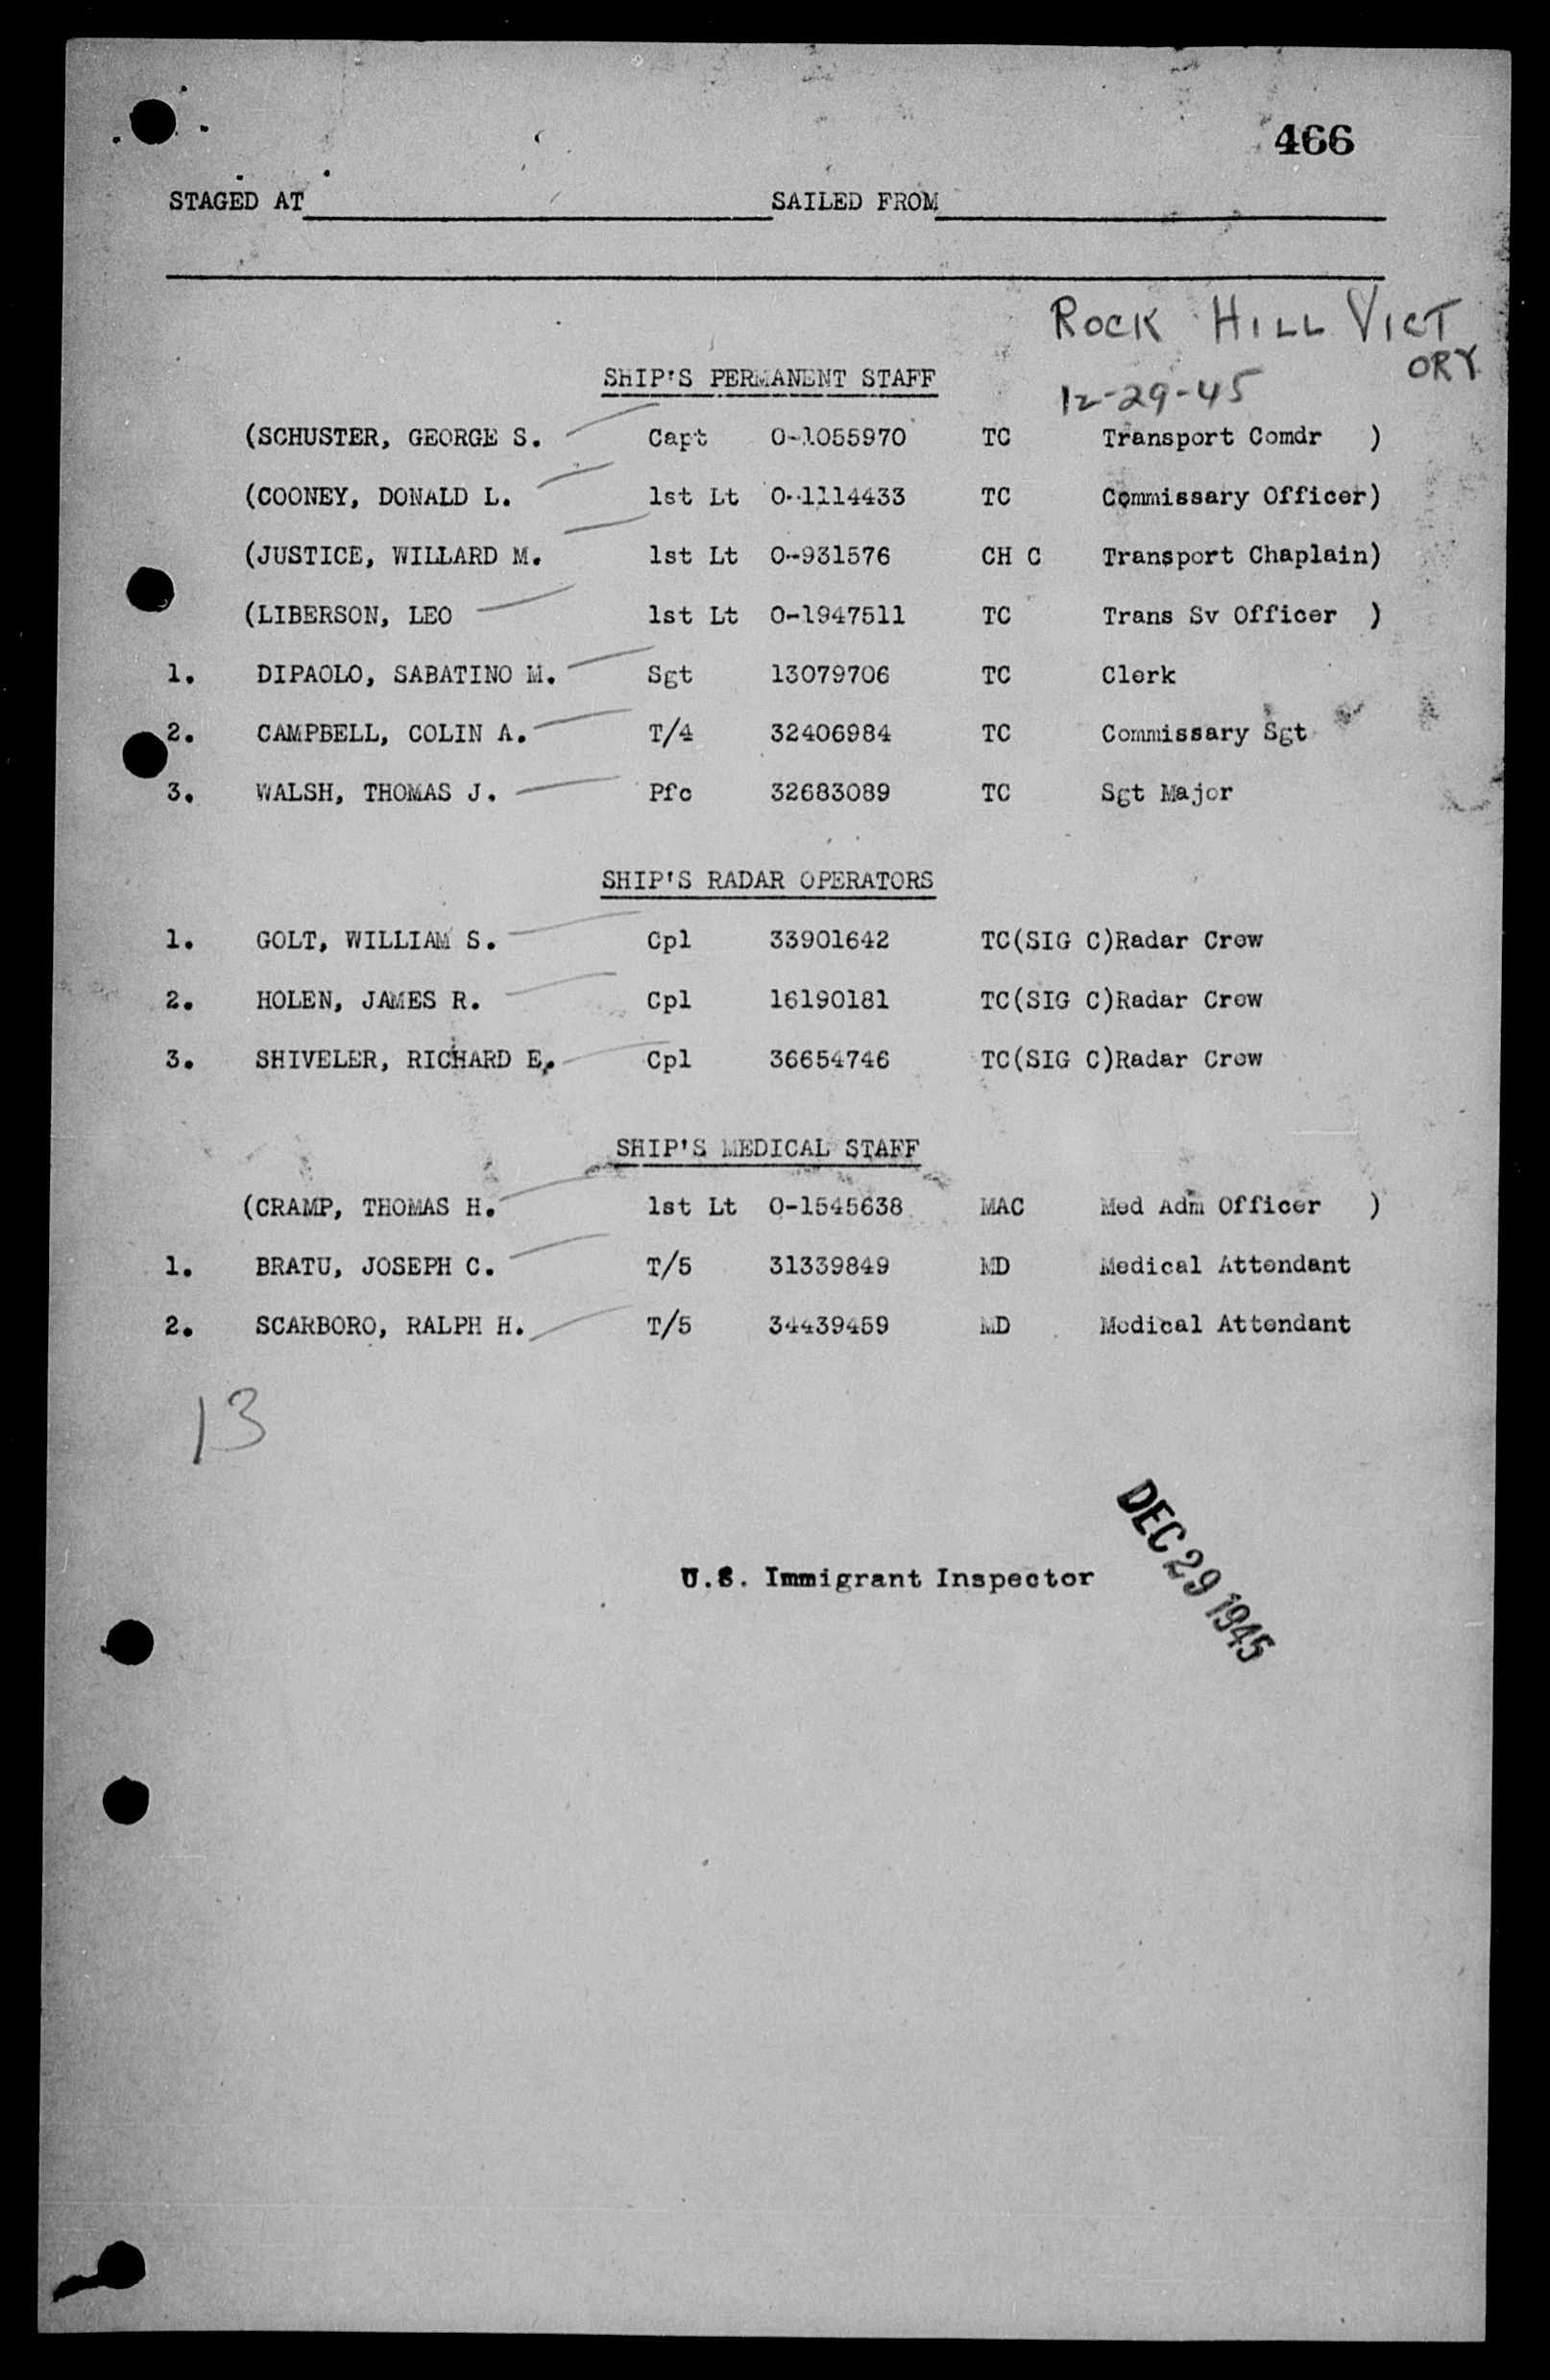 466
STAGED AT SAILED FROM
ROCK HILL VICT
ORY
12-29-45
SHIP'S PERMANENT STAFF
(SCHUSTER, GEORGE S. Capt O-1055970 TC Transport Comdr )
(COONEY, DONALD L. 1st Lt O-1114433 TC Commissary Officer)
(JUSTICE, WILLARD M. 1st Lt O-931576 CH C Transport Chaplain)
(LIBERSON, LEO 1st Lt O-1947511 TC Trans Sv Officer )
1. DIPAOLO, SABATINO M. Sgt 13079706 TC Clerk
2. CAMPBELL, COLIN A. T/4 32406984 TC Commissary Sgt
3. WALSH, THOMAS J. Pfc 32683089 TC Sgt Major
SHIP'S RADAR OPERATORS
1. GOLT, WILLIAM S. Cpl 33901642 TC(SIG C)Radar Crew
2. HOLEN, JAMES R. Cpl 16190181 TC(SIG C)Radar Crew
3. SHIVELER, RICHARD E. Cpl 36654746 TC(SIG C)Radar Crew
SHIP'S MEDICAL STAFF
(CRAMP, THOMAS H. 1st Lt O-1545638 MAC Med Adm Officer )
1. BRATU, JOSEPH C. T/5 31339849 MD Medical Attendant
2. SCARBORO, RALPH H. T/5 34439459 MD Medical Attendant
13
U.S. Immigrant Inspector
DEC 29 1945